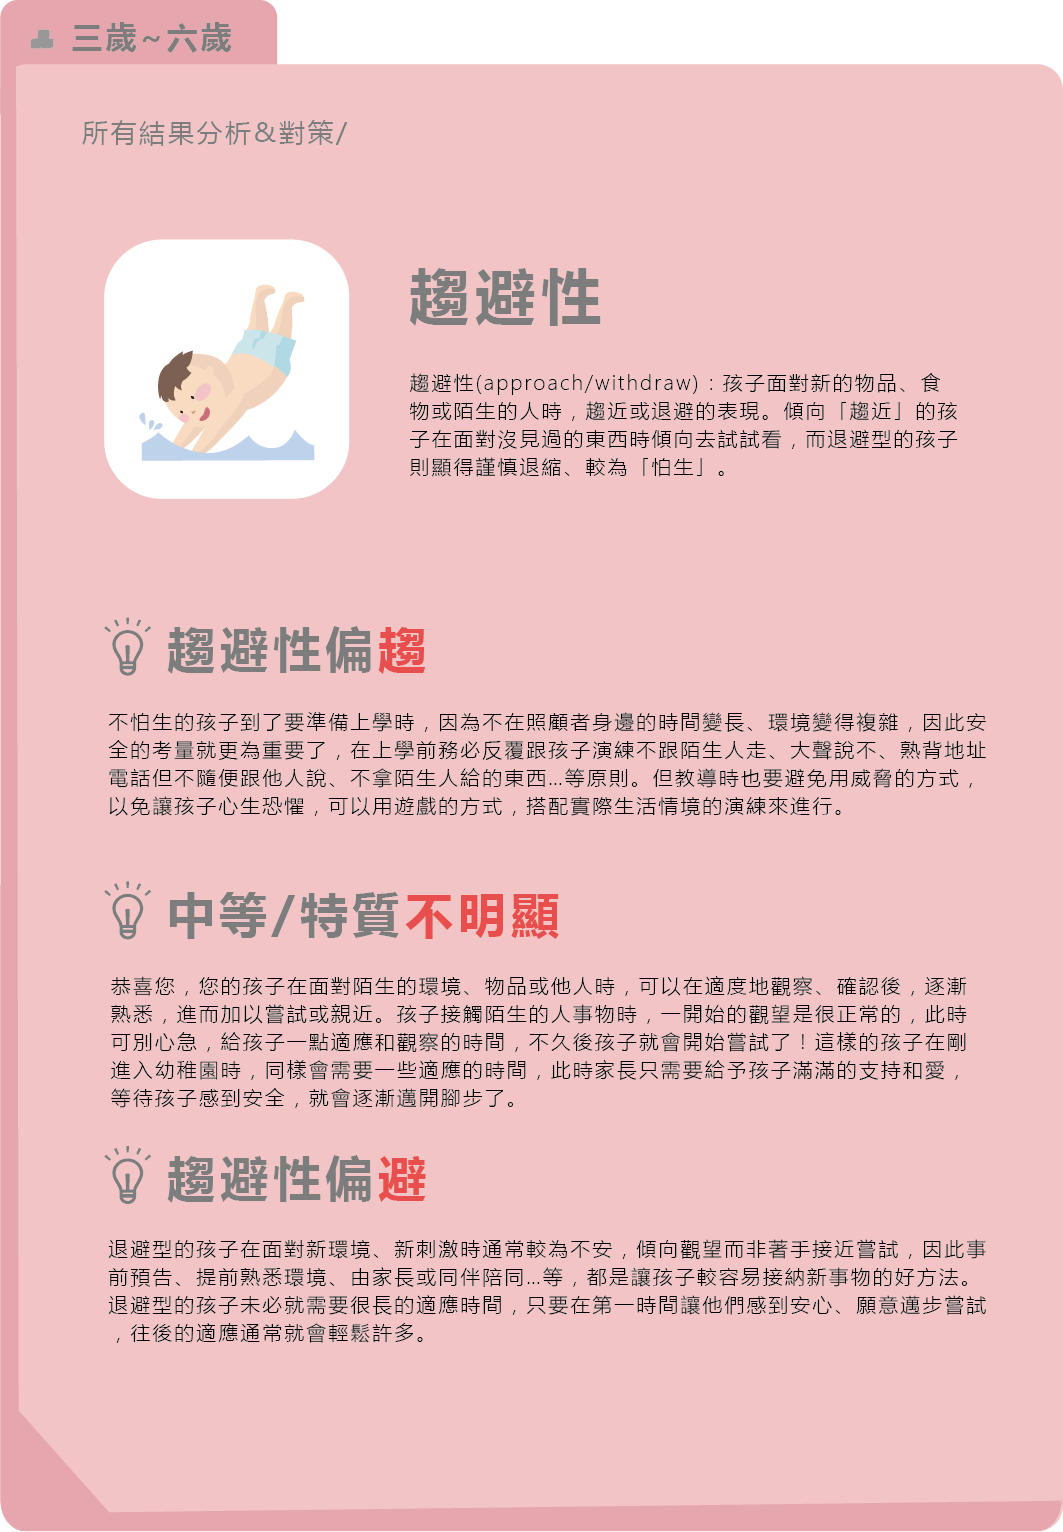 三歲~六歲
所有結果分析&對策/
趨避性
趨避性(approach/withdraw)：孩子面對新的物品、食
物或陌生的人時，趨近或退避的表現。傾向「趨近」的孩
子在面對沒見過的東西時傾向去試試看，而退避型的孩子
則顯得謹慎退縮、較為「怕生」。
趨避性偏趨
不怕生的孩子到了要準備上學時，因為不在照顧者身邊的時間變長、環境變得複雜，因此安
全的考量就更為重要了，在上學前務必反覆跟孩子演練不跟陌生人走、大聲說不、熟背地址
電話但不隨便跟他人說、不拿陌生人給的東西...等原則。但教導時也要避免用威脅的方式，
以免讓孩子心生恐懼，可以用遊戲的方式，搭配實際生活情境的演練來進行。
中等/特質不明顯
恭喜您，您的孩子在面對陌生的環境、物品或他人時，可以在適度地觀察、確認後，逐漸
熟悉，進而加以嘗試或親近。孩子接觸陌生的人事物時，一開始的觀望是很正常的，此時
可別心急，給孩子一點適應和觀察的時間，不久後孩子就會開始嘗試了！這樣的孩子在剛
進入幼稚園時，同樣會需要一些適應的時間，此時家長只需要給予孩子滿滿的支持和愛，
等待孩子感到安全，就會逐漸邁開腳步了。
趨避性偏避
退避型的孩子在面對新環境、新刺激時通常較為不安，傾向觀望而非著手接近嘗試，因此事
前預告、提前熟悉環境、由家長或同伴陪同...等，都是讓孩子較容易接納新事物的好方法。
退避型的孩子未必就需要很長的適應時間，只要在第一時間讓他們感到安心、願意邁步嘗試
，往後的適應通常就會輕鬆許多。